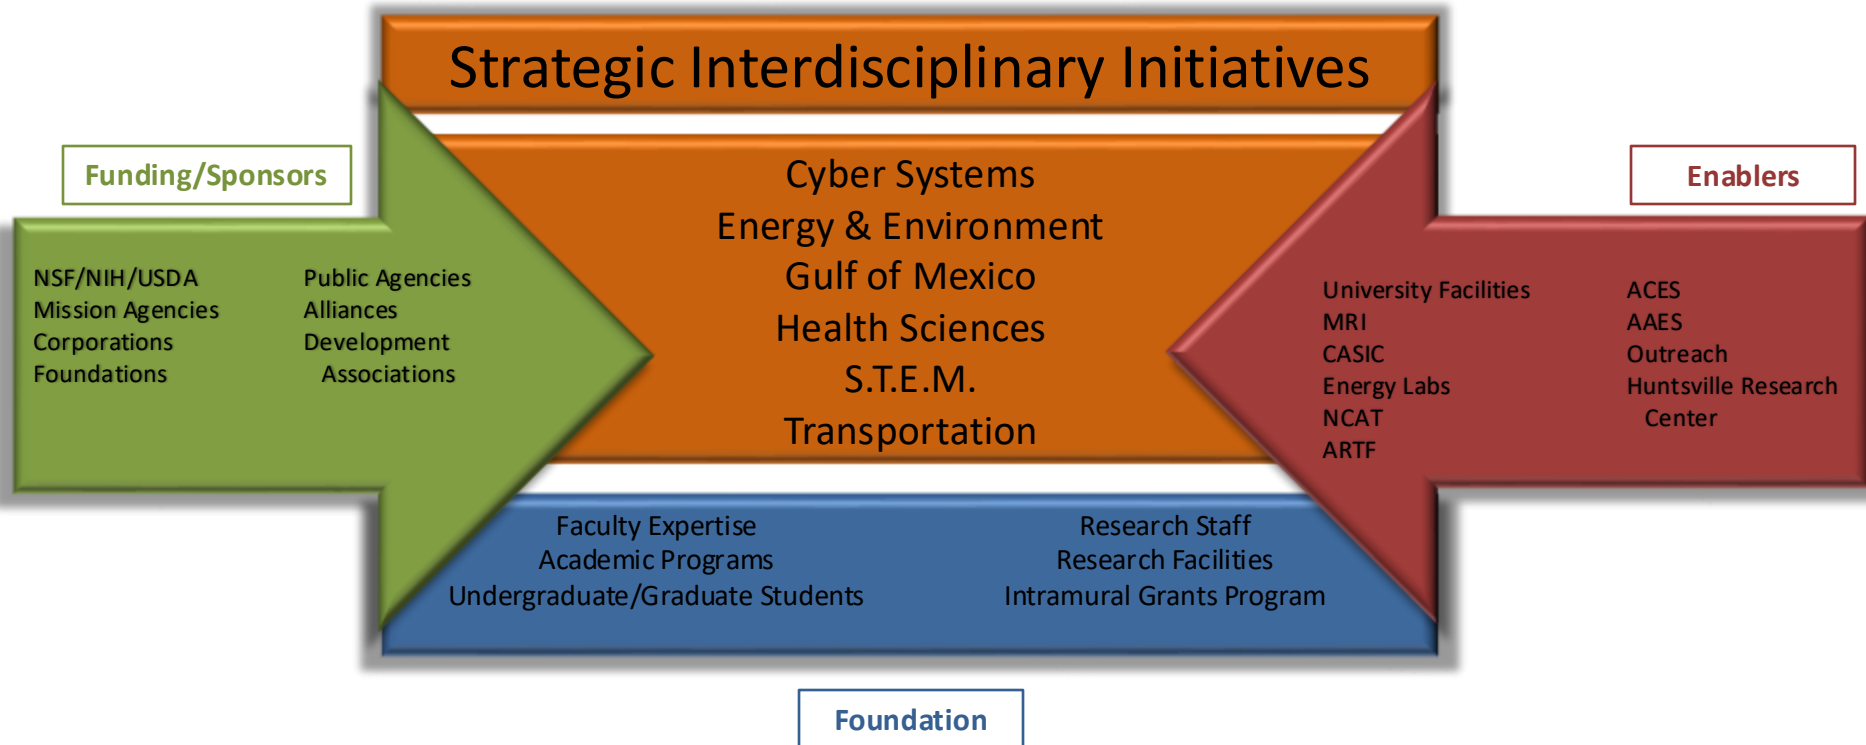 Strategic Interdisciplinary Initiatives
Funding/Sponsors
NSF/NIH/USDA
Mission Agencies
Corporations
Foundations
Public Agencies
Alliances
Development
Associations
Cyber Systems
Energy & Environment
Gulf of Mexico
Health Sciences
S.T.E.M.
Transportation
Enablers
University Facilities
MRI
CASIC
Energy Labs
NCAT
ARTF
ACES
AAES
Outreach
Huntsville Research
Center
Faculty Expertise
Academic Programs
Undergraduate/Graduate Students
Research Staff
Research Facilities
Intramural Grants Program
Foundation